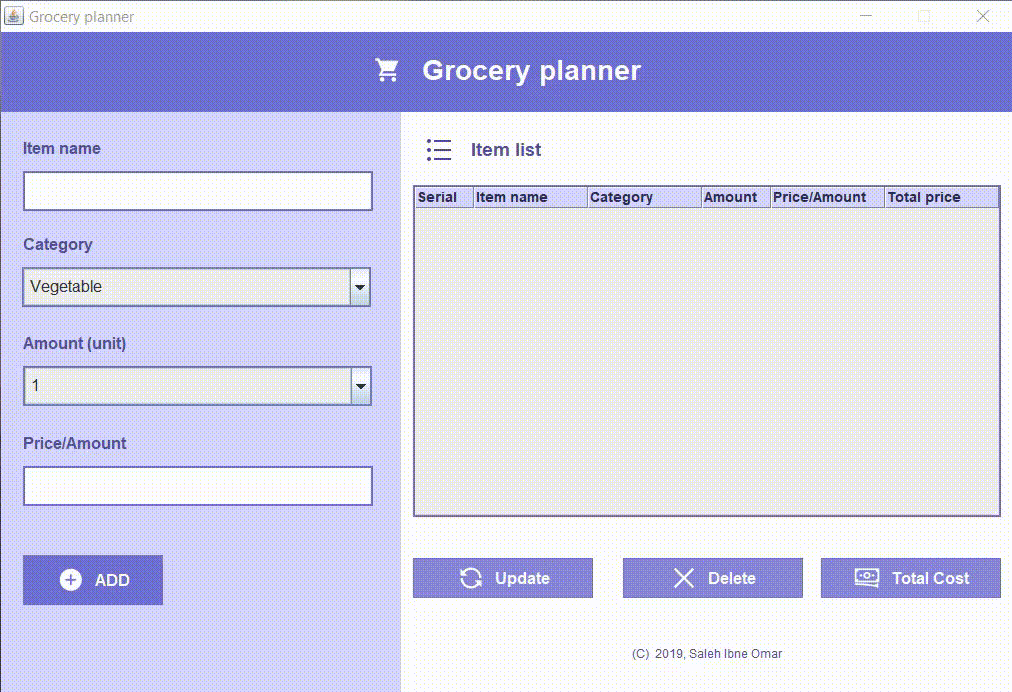 Grocery planner
Grocery planner
Item name
Category
Vegetable
Amount (unit)
1
Price/Amount
ADD
Item list
Serial Item name Category Amount Price/Amount Total price
Update Delete Total Cost
(C) 2019, Saleh Ibne Omar